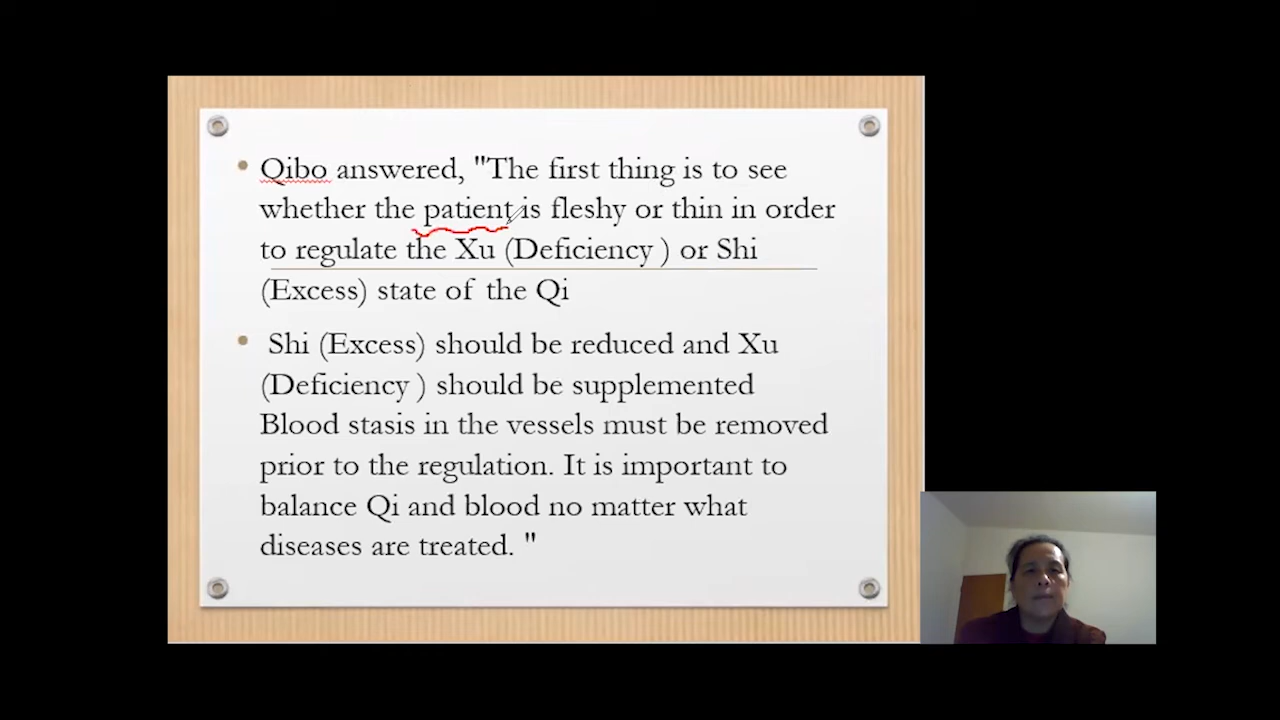 Qibo answered, "The first thing is to see
whether the patient is fleshy or thin in order
to regulate the Xu (Deficiency ) or Shi
(Excess) state of the Qi
Shi (Excess) should be reduced and Xu
(Deficiency ) should be supplemented
Blood stasis in the vessels must be removed
prior to the regulation. It is important to
balance Qi and blood no matter what
diseases are treated. "